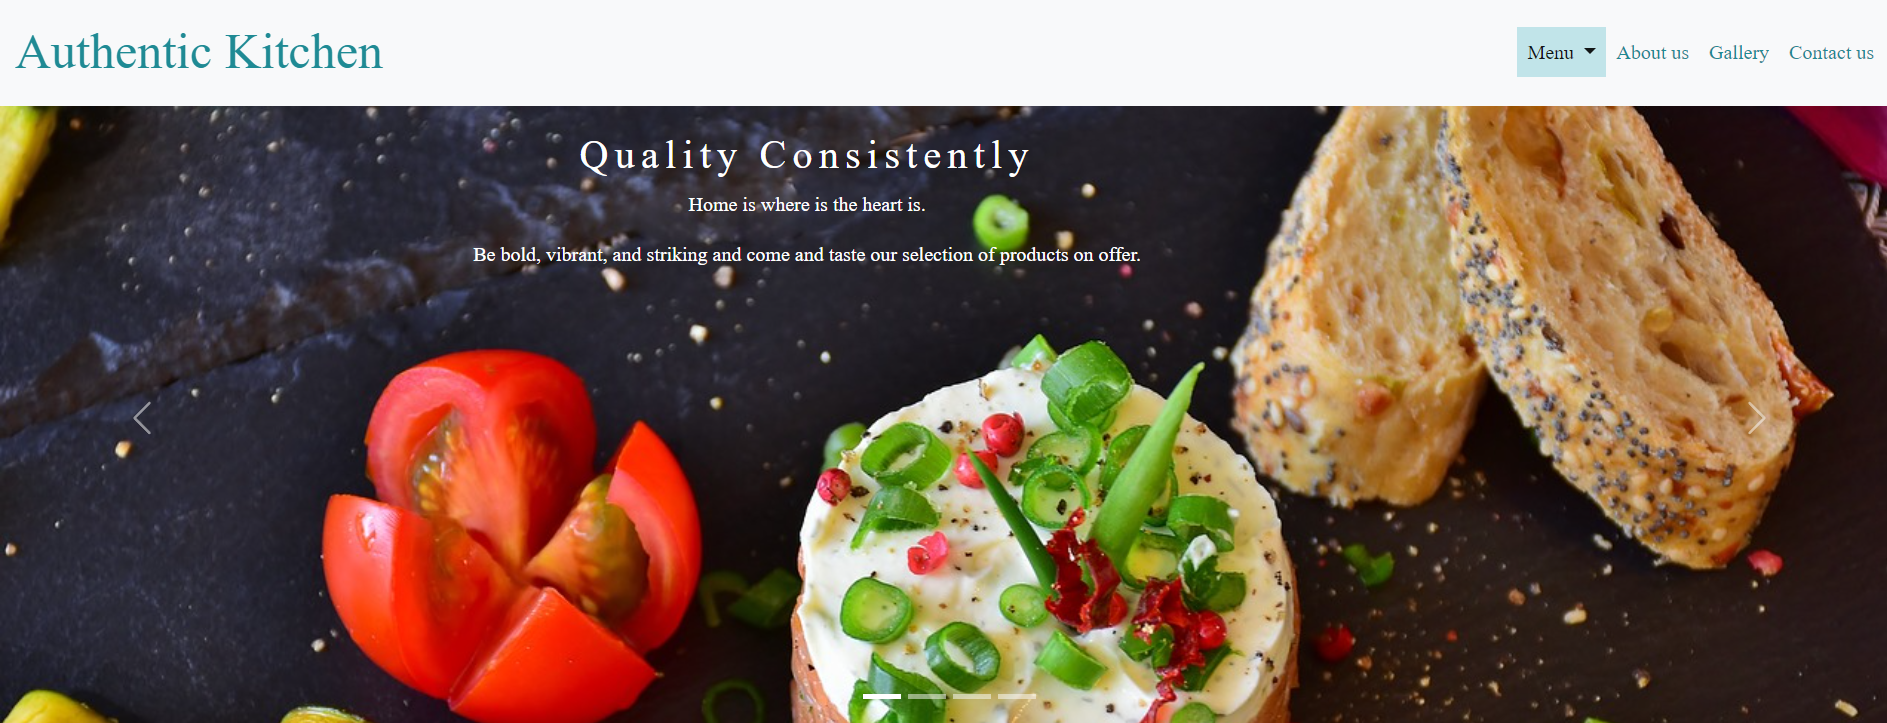 Authentic Kitchen
Menu About us Gallery Contact us
Quality Consistently
Home is where is the heart is.
Be bold, vibrant, and striking and come and taste our selection of products on offer.